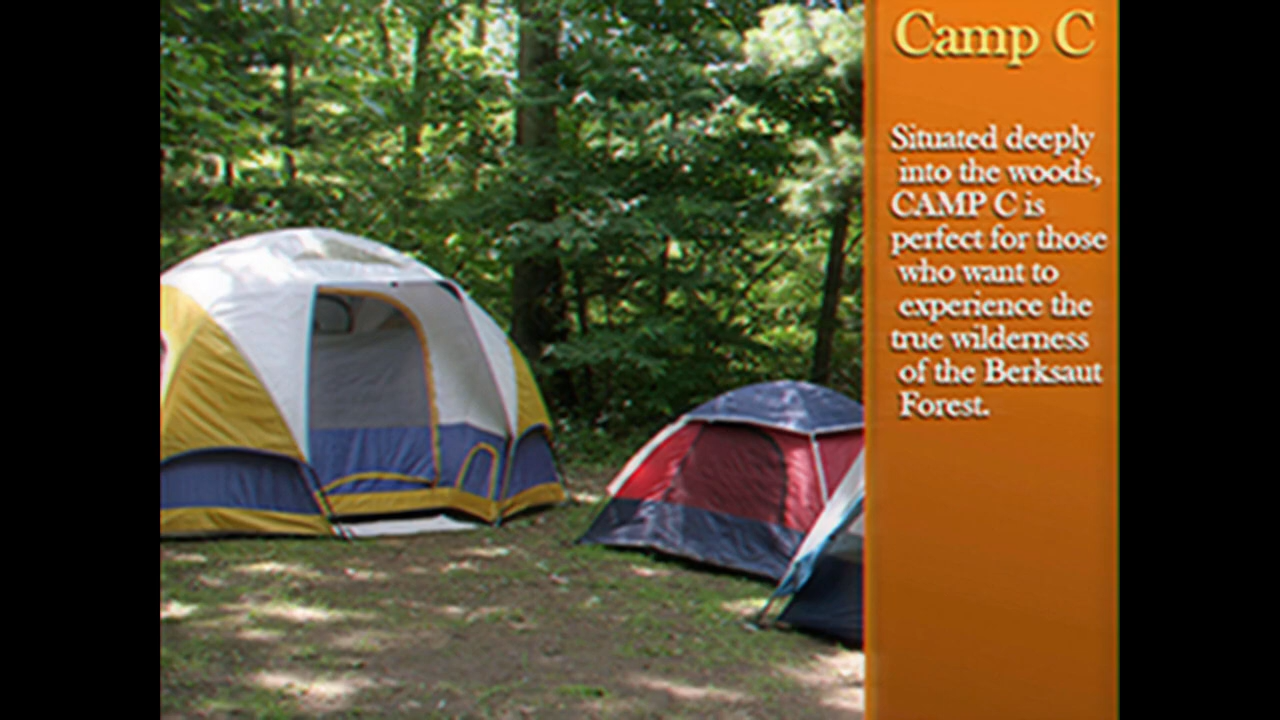 Camp C
Situated deeply
into the woods,
CAMP C is
perfect for those
who want to
experience the
true wilderness
of the Berksaut
Forest.